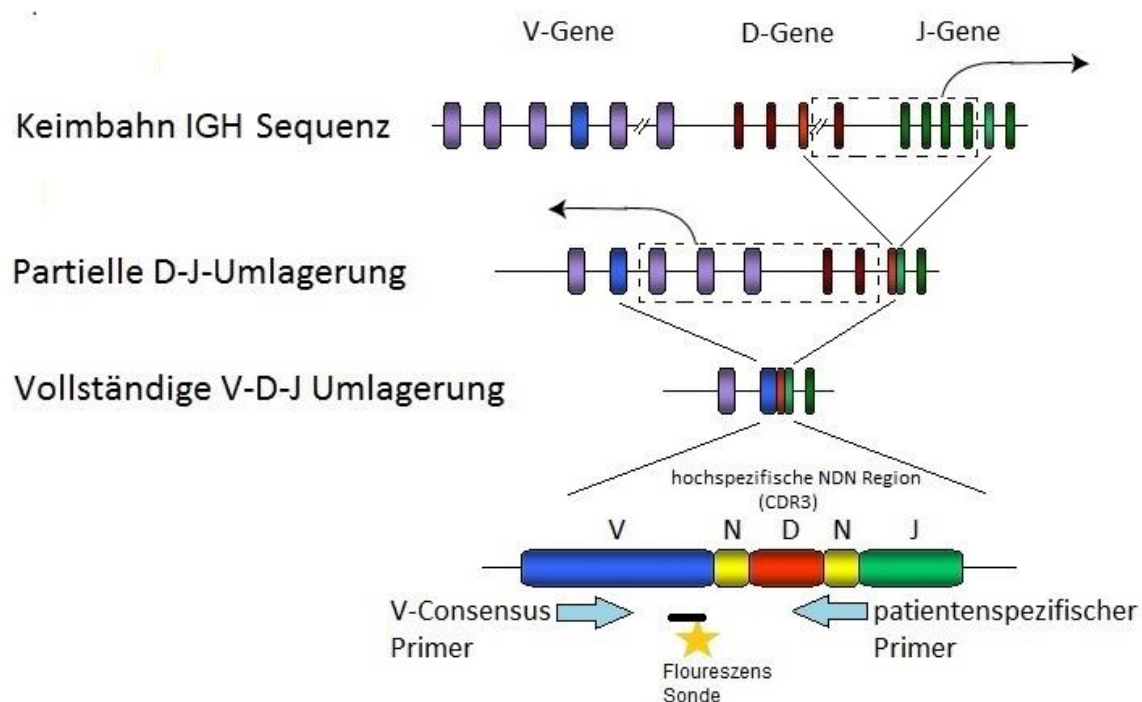 V-Gene D-Gene J-Gene
Keimbahn IGH Sequenz
Partielle D-J-Umlagerung
Vollständige V-D-J Umlagerung
hochspezifische NDN Region
(CDR3)
V N D N J
V-Consensus
Primer
patientenspezifischer
Primer
Floureszens
Sonde